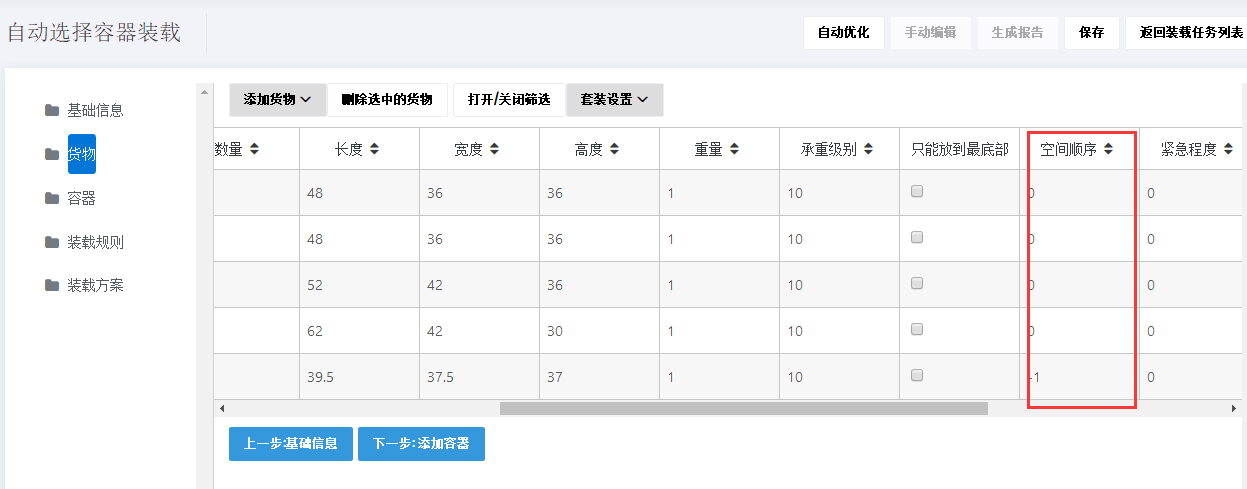 自动选择容器装载
自动优化 手动编辑 生成报告 保存 返回装载任务列表
基础信息
货物
容器
装载规则
装载方案
添加货物 删除选中的货物 打开/关闭筛选 套装设置
数量 长度 宽度 高度 重量 承重级别 只能放到最底部 空间顺序 紧急程度
48 36 36 1 10 0 0
48 36 36 1 10 0 0
52 42 36 1 10 0 0
62 42 30 1 10 0 0
39.5 37.5 37 1 10 -1 0
上一步:基础信息 下一步:添加容器